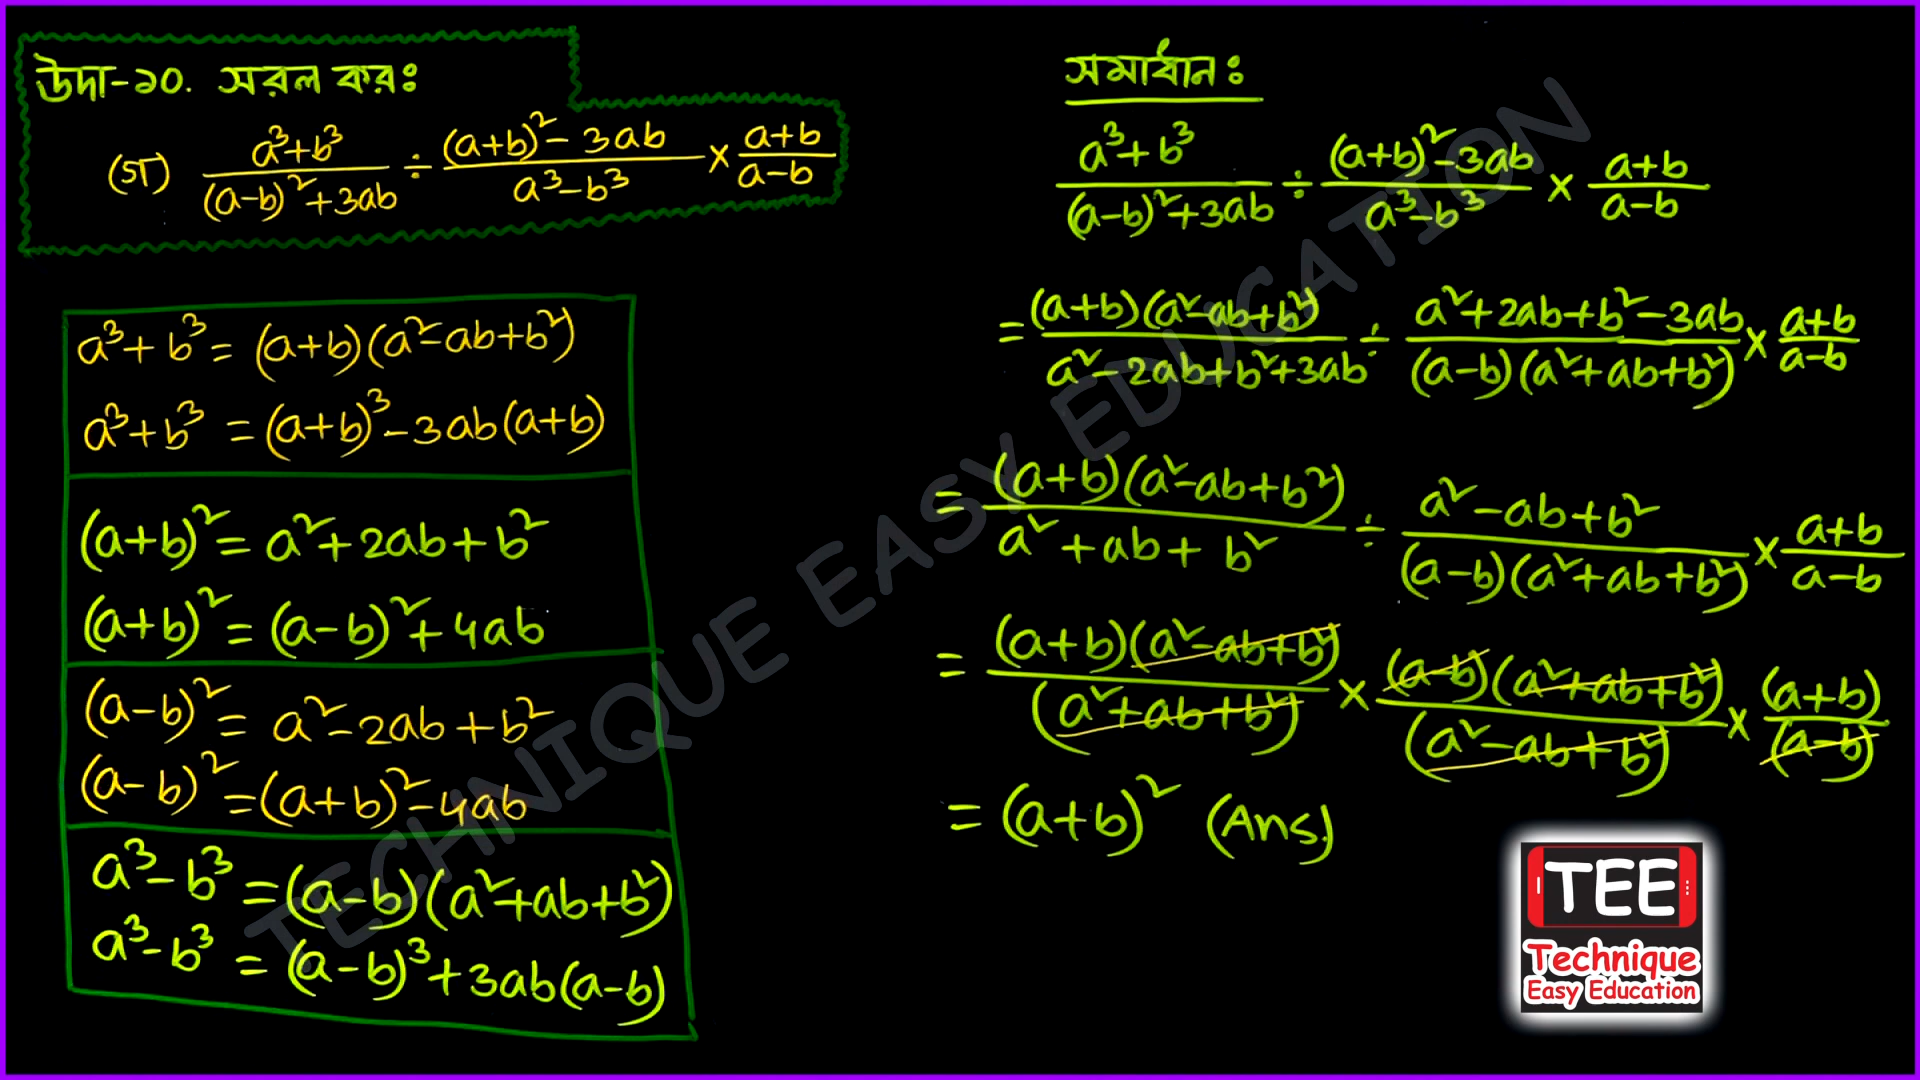 উদা-১০. সরল করঃ
(গ) (a³+b³)/((a-b)²+3ab) ÷ ((a+b)²-3ab)/(a³-b³) × (a+b)/(a-b)
a³+b³ = (a+b)(a²-ab+b²)
a³+b³ = (a+b)³-3ab(a+b)
(a+b)² = a²+2ab+b²
(a+b)² = (a-b)²+4ab
(a-b)² = a²-2ab+b²
(a-b)² = (a+b)²-4ab
a³-b³ = (a-b)(a²+ab+b²)
a³-b³ = (a-b)³+3ab(a-b)
সমাধান:
(a³+b³)/((a-b)²+3ab) ÷ ((a+b)²-3ab)/(a³-b³) × (a+b)/(a-b)
= ((a+b)(a²-ab+b²))/(a²-2ab+b²+3ab) ÷ (a²+2ab+b²-3ab)/((a-b)(a²+ab+b²)) × (a+b)/(a-b)
= ((a+b)(a²-ab+b²))/(a²+ab+b²) ÷ (a²-ab+b²)/((a-b)(a²+ab+b²)) × (a+b)/(a-b)
= ((a+b)(a²-ab+b²))/((a²+ab+b²)) × ((a-b)(a²+ab+b²))/((a²-ab+b²)) × ((a+b))/((a-b))
= (a+b)² (Ans.)
TECHNIQUE EASY EDUCATION
TEE
Technique
Easy Education